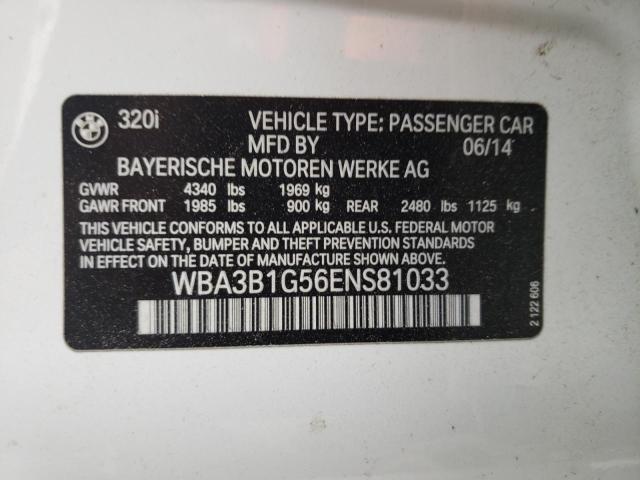 320i VEHICLE TYPE: PASSENGER CAR
MFD BY 06/14
BAYERISCHE MOTOREN WERKE AG
GVWR 4340 lbs 1969 kg
GAWR FRONT 1985 lbs 900 kg REAR 2480 lbs 1125 kg
THIS VEHICLE CONFORMS TO ALL APPLICABLE U.S. FEDERAL MOTOR
VEHICLE SAFETY, BUMPER AND THEFT PREVENTION STANDARDS
IN EFFECT ON THE DATE OF MANUFACTURE SHOWN ABOVE.
WBA3B1G56ENS81033
2 122 606